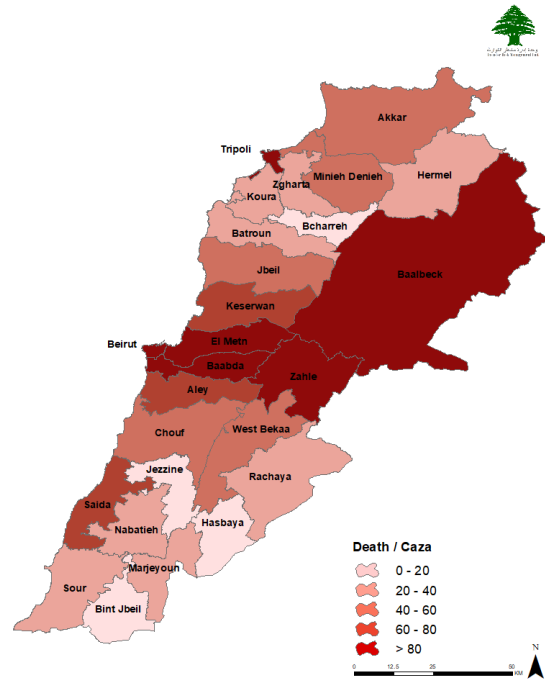 Akkar
Tripoli
Minieh Denieh
Hermel
Zgharta
Koura
Bcharreh
Batroun
Jbeil
Baalbeck
Keserwan
El Metn
Beirut
Baabda
Zahle
Aley
Chouf
West Bekaa
Jezzine
Rachaya
Saida
Hasbaya
Nabatieh
Marjeyoun
Sour
Bint Jbeil
Death / Caza
0 - 20
20 - 40
40 - 60
60 - 80
> 80
N
0 12.5 25 50
KM